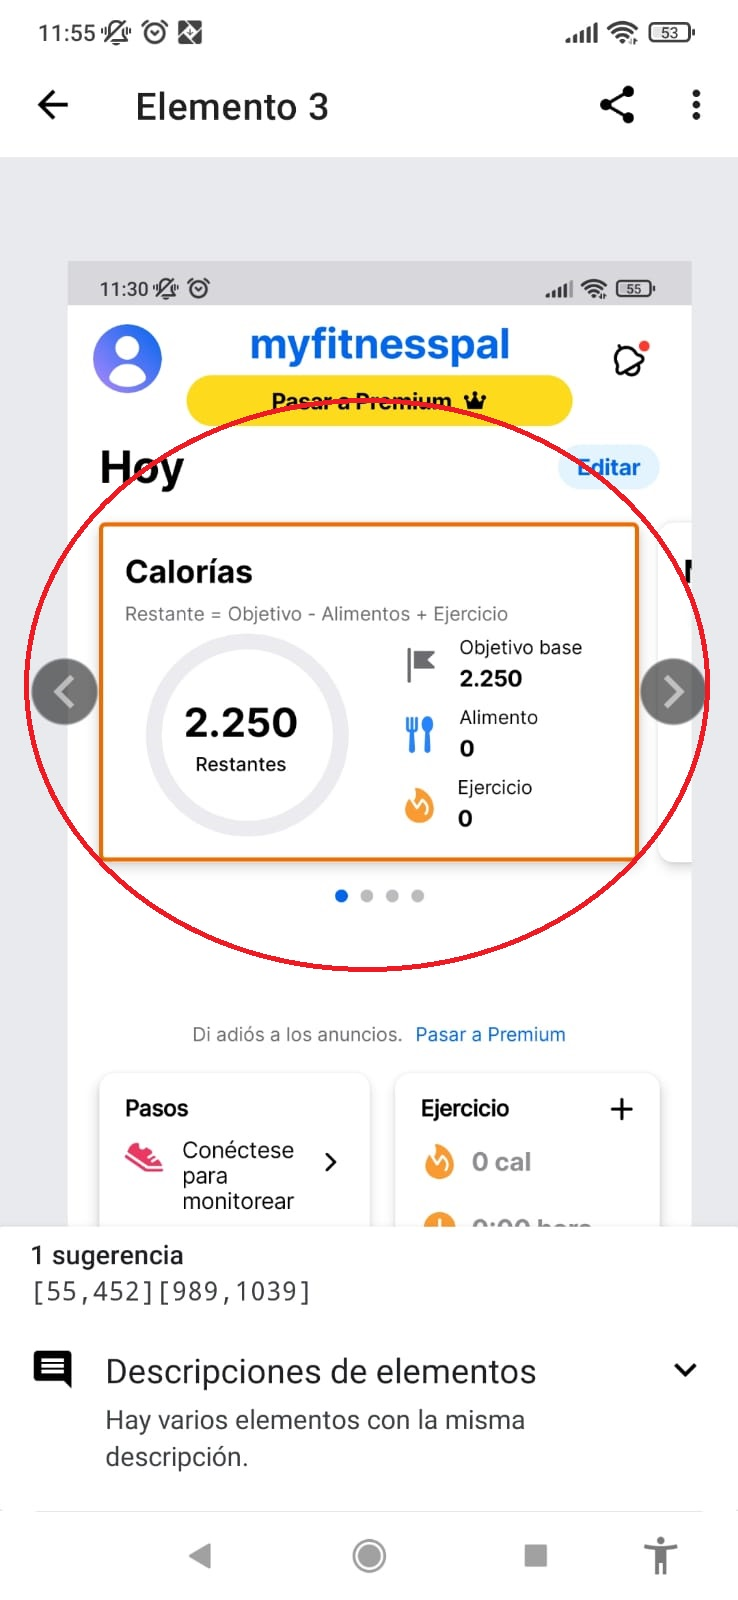 11:55
53
Elemento 3
11:30
55
myfitnesspal
Pasar a Premium
Hoy
Editar
Calorías
Restante = Objetivo - Alimentos + Ejercicio
Objetivo base
2.250
2.250
Restantes
Alimento
0
Ejercicio
0
Di adiós a los anuncios. Pasar a Premium
Pasos
Conéctese
para
monitorear
Ejercicio
0 cal
1 sugerencia
[55,452][989,1039]
Descripciones de elementos
Hay varios elementos con la misma
descripción.